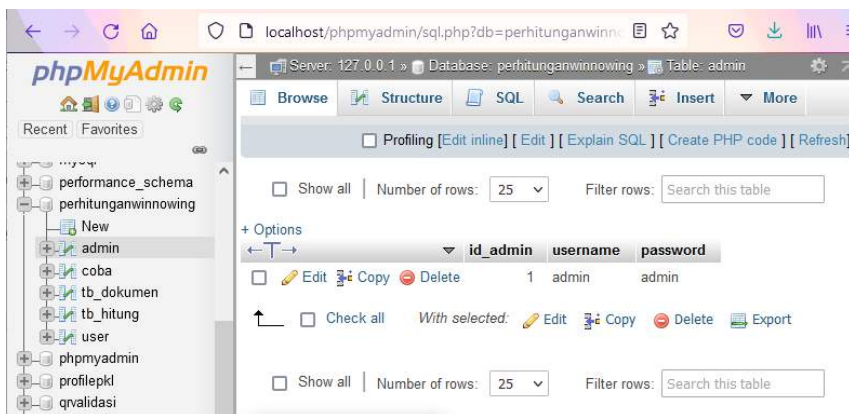 localhost/phpmyadmin/sql.php?db=perhitunganwinno
phpMyAdmin
Recent Favorites
mysql
performance_schema
perhitunganwinnowing
New
admin
coba
tb_dokumen
tb_hitung
user
phpmyadmin
profilepkl
qrvalidasi
Server: 127.0.0.1 » Database: perhitunganwinnowing » Table: admin
Browse Structure SQL Search Insert More
Profiling [Edit inline] [ Edit ] [ Explain SQL ] [ Create PHP code ] [ Refresh]
Show all Number of rows: 25 Filter rows: Search this table
+ Options
←T→ id_admin username password
Edit Copy Delete 1 admin admin
Check all With selected: Edit Copy Delete Export
Show all Number of rows: 25 Filter rows: Search this table